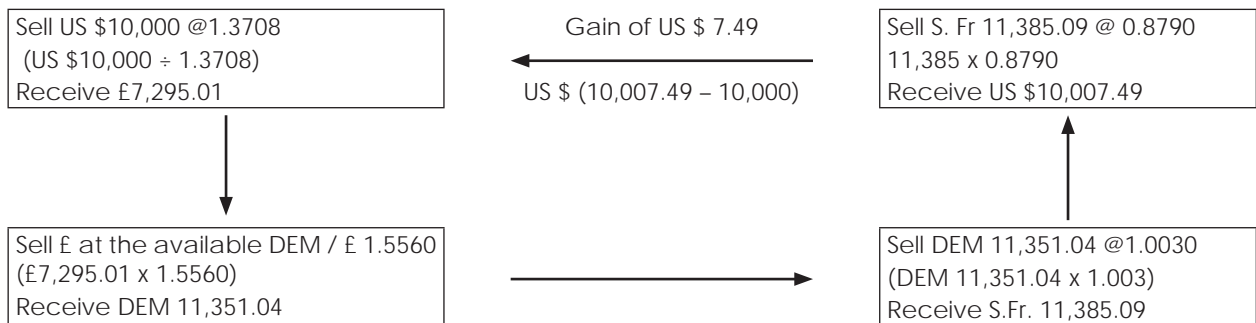 Sell US $10,000 @1.3708
(US $10,000 ÷ 1.3708)
Receive £7,295.01
Gain of US $ 7.49
US $ (10,007.49 – 10,000)
Sell S. Fr 11,385.09 @ 0.8790
11,385 x 0.8790
Receive US $10,007.49
Sell £ at the available DEM / £ 1.5560
(£7,295.01 x 1.5560)
Receive DEM 11,351.04
Sell DEM 11,351.04 @1.0030
(DEM 11,351.04 x 1.003)
Receive S.Fr. 11,385.09